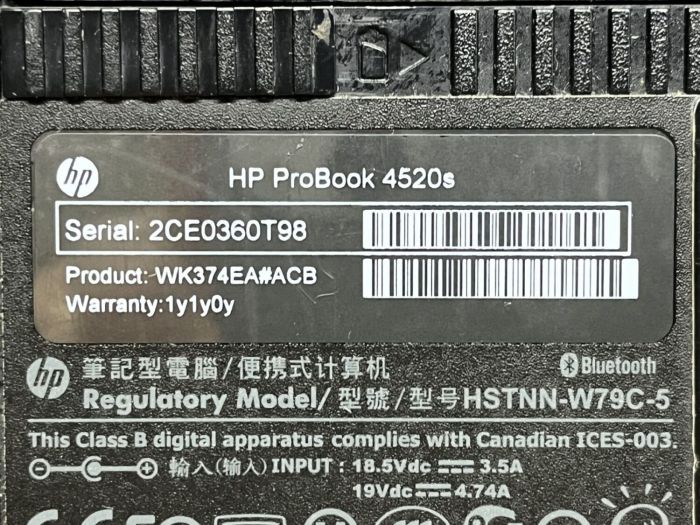 hp HP ProBook 4520s
Serial: 2CE0360T98
Product: WK374EA#ACB
Warranty:1y1y0y
hp 筆記型電腦/便携式计算机 Bluetooth
Regulatory Model/ 型號/型号HSTNN-W79C-5
This Class B digital apparatus complies with Canadian ICES-003.
輸入(输入) INPUT : 18.5Vdc 3.5A
19Vdc 4.74A